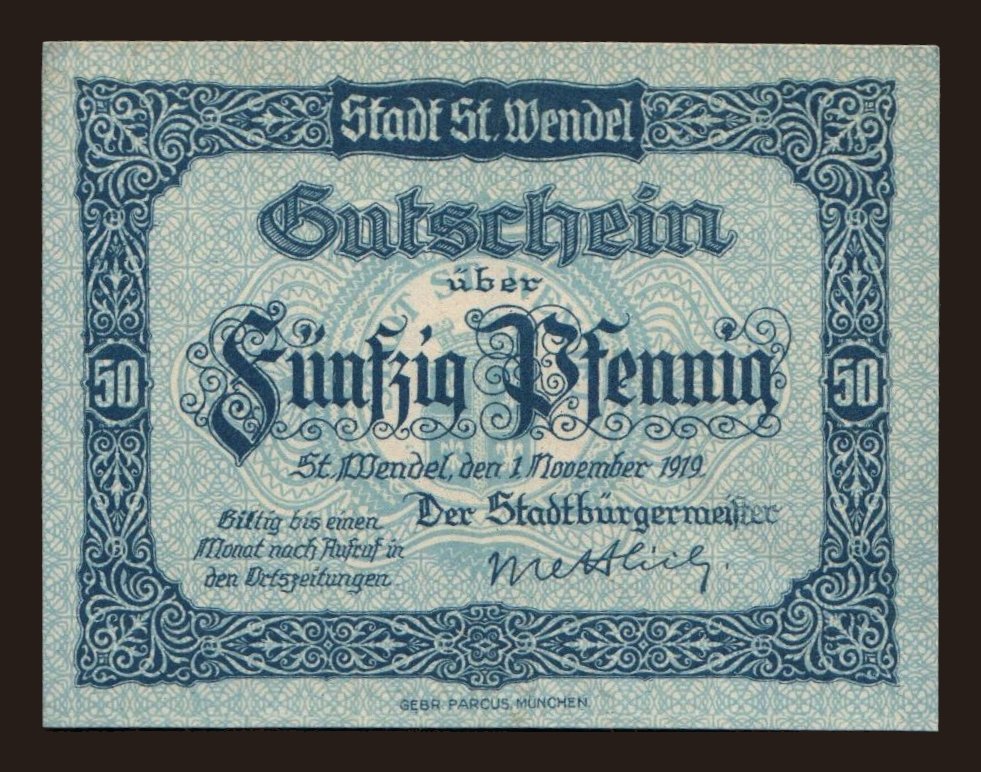 Stadt St. Wendel
Gutschein
über
Fünfzig Pfennig
50
50
St. Wendel, den 1. November 1919.
Der Stadtbürgermeister
Giltig bis einen
Monat nach Aufruf in
den Ortszeitungen
GEBR. PARCUS, MÜNCHEN.